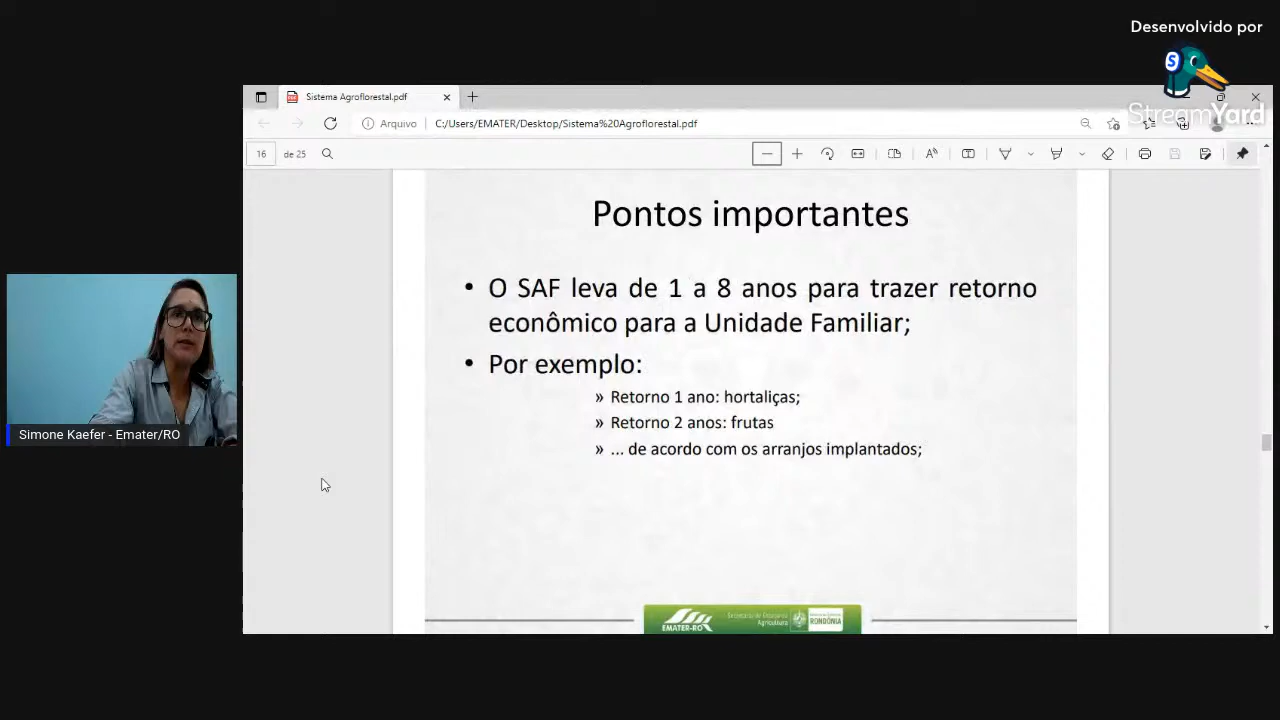 Desenvolvido por
S
StreamYard
Sistema Agroflorestal.pdf
Arquivo
C:/Users/EMATER/Desktop/Sistema%20Agroflorestal.pdf
16 de 25
Pontos importantes
• O SAF leva de 1 a 8 anos para trazer retorno
econômico para a Unidade Familiar;
• Por exemplo:
» Retorno 1 ano: hortaliças;
» Retorno 2 anos: frutas
» ... de acordo com os arranjos implantados;
Simone Kaefer - Emater/RO
EMATER-RO
Agricultura
RONDÔNIA